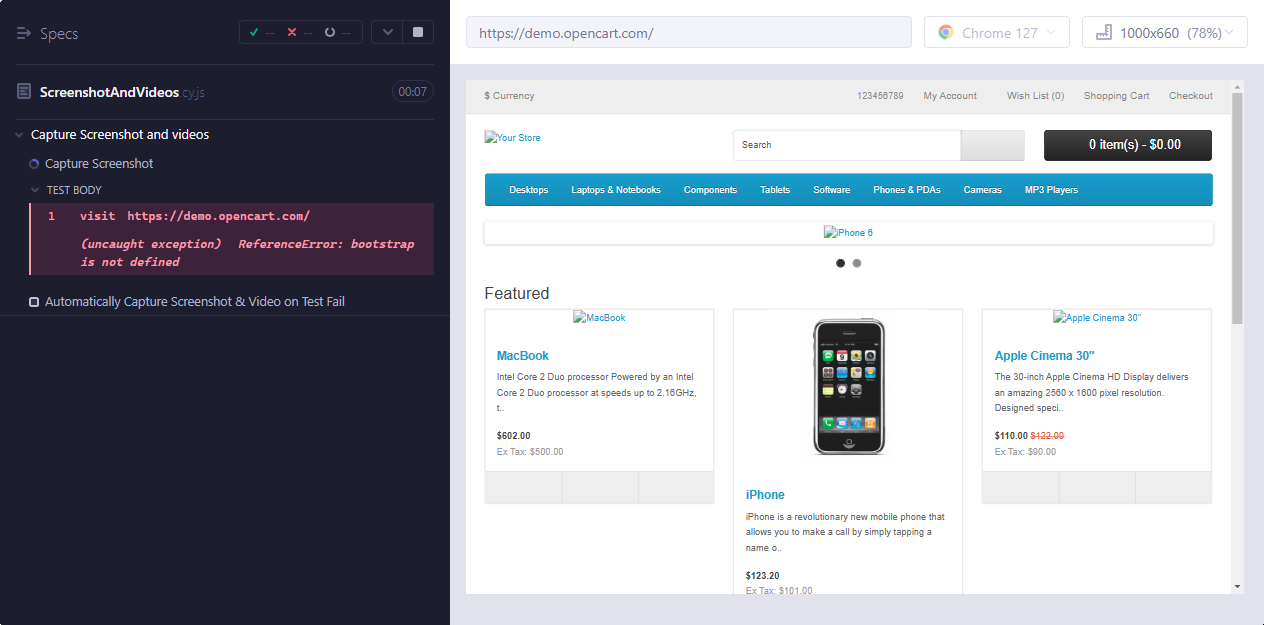 Specs
-- -- --
ScreenshotAndVideos cy.js 00:07
Capture Screenshot and videos
Capture Screenshot
TEST BODY
1 visit https://demo.opencart.com/
(uncaught exception) ReferenceError: bootstrap
is not defined
Automatically Capture Screenshot & Video on Test Fail
https://demo.opencart.com/
Chrome 127
1000x660 (78%)
$ Currency
123456789 My Account Wish List (0) Shopping Cart Checkout
Your Store
Search
0 item(s) - $0.00
Desktops Laptops & Notebooks Components Tablets Software Phones & PDAs Cameras MP3 Players
iPhone 6
Featured
MacBook
MacBook
Intel Core 2 Duo processor Powered by an Intel
Core 2 Duo processor at speeds up to 2.16GHz,
t..
$602.00
Ex Tax: $500.00
iPhone
iPhone is a revolutionary new mobile phone that
allows you to make a call by simply tapping a
name o..
$123.20
Ex Tax: $101.00
Apple Cinema 30"
Apple Cinema 30"
The 30-inch Apple Cinema HD Display delivers
an amazing 2560 x 1600 pixel resolution.
Designed speci..
$110.00 $122.00
Ex Tax: $90.00